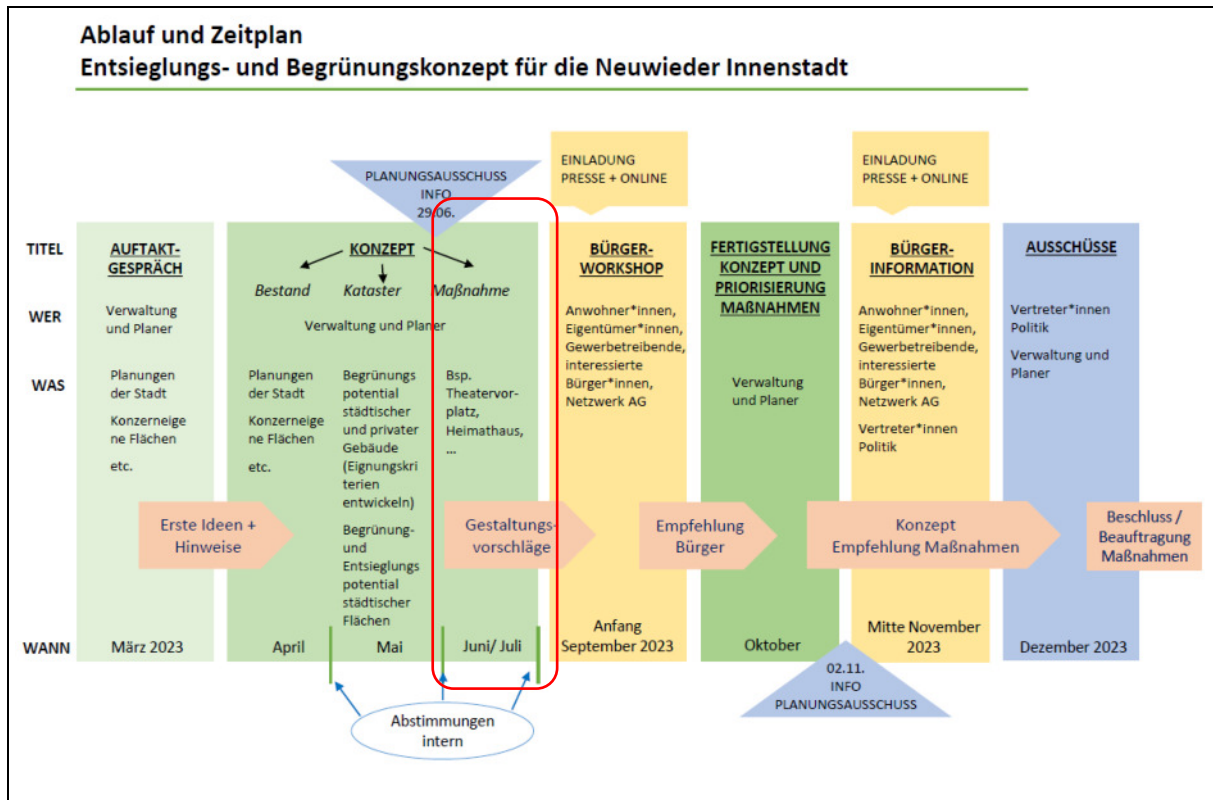 Ablauf und Zeitplan
Entsieglungs- und Begrünungskonzept für die Neuwieder Innenstadt
PLANUNGSAUSSCHUSS
INFO
29.06.
EINLADUNG
PRESSE + ONLINE
EINLADUNG
PRESSE + ONLINE
TITEL
WER
WAS
WANN
AUFTAKT-
GESPRÄCH
Verwaltung
und Planer
Planungen
der Stadt
Konzerneige
ne Flächen
etc.
März 2023
Erste Ideen +
Hinweise
KONZEPT
Bestand
Kataster
Maßnahme
Verwaltung und Planer
Planungen
der Stadt
Konzerneige
ne Flächen
etc.
April
Begrünungs
potential
städtischer
und privater
Gebäude
(Eignungskri
terien
entwickeln)
Begrünung-
und
Entsieglungs
potential
städtischer
Flächen
Mai
Bsp.
Theatervor-
platz,
Heimathaus,
...
Juni/ Juli
Gestaltungs-
vorschläge
BÜRGER-
WORKSHOP
Anwohner*innen,
Eigentümer*innen,
Gewerbetreibende,
interessierte
Bürger*innen,
Netzwerk AG
Anfang
September 2023
Empfehlung
Bürger
FERTIGSTELLUNG
KONZEPT UND
PRIORISIERUNG
MAßNAHMEN
Verwaltung
und Planer
Oktober
BÜRGER-
INFORMATION
Anwohner*innen,
Eigentümer*innen,
Gewerbetreibende,
interessierte
Bürger*innen,
Netzwerk AG
Vertreter*innen
Politik
Konzept
Empfehlung Maßnahmen
Mitte November
2023
AUSSCHÜSSE
Vertreter*innen
Politik
Verwaltung und
Planer
Dezember 2023
Beschluss /
Beauftragung
Maßnahmen
Abstimmungen
intern
02.11.
INFO
PLANUNGSAUSSCHUSS